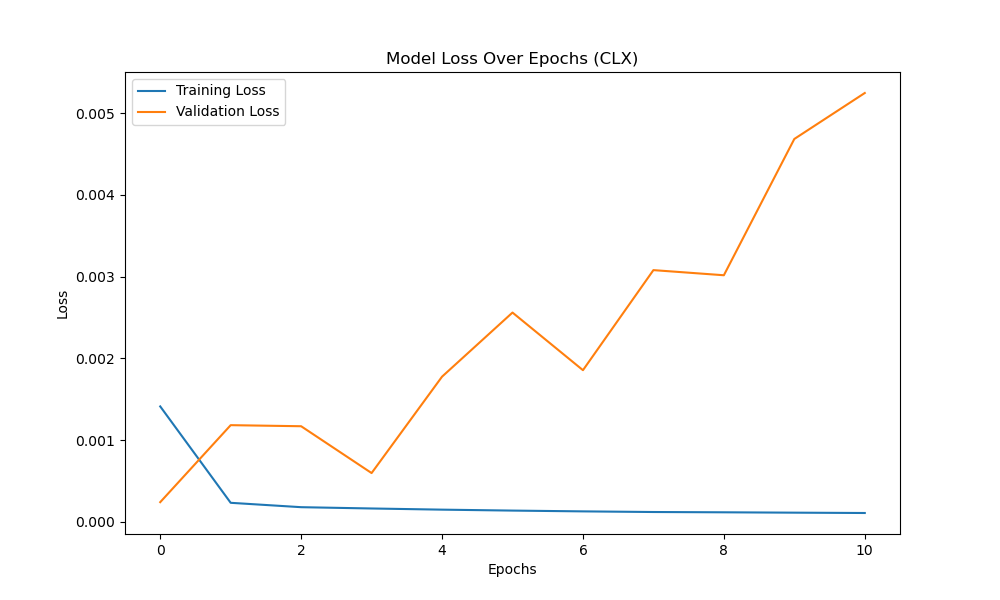 Model Loss Over Epochs (CLX)
Training Loss
Validation Loss
0.005
0.004
0.003
0.002
0.001
0.000
Loss
0 2 4 6 8 10
Epochs